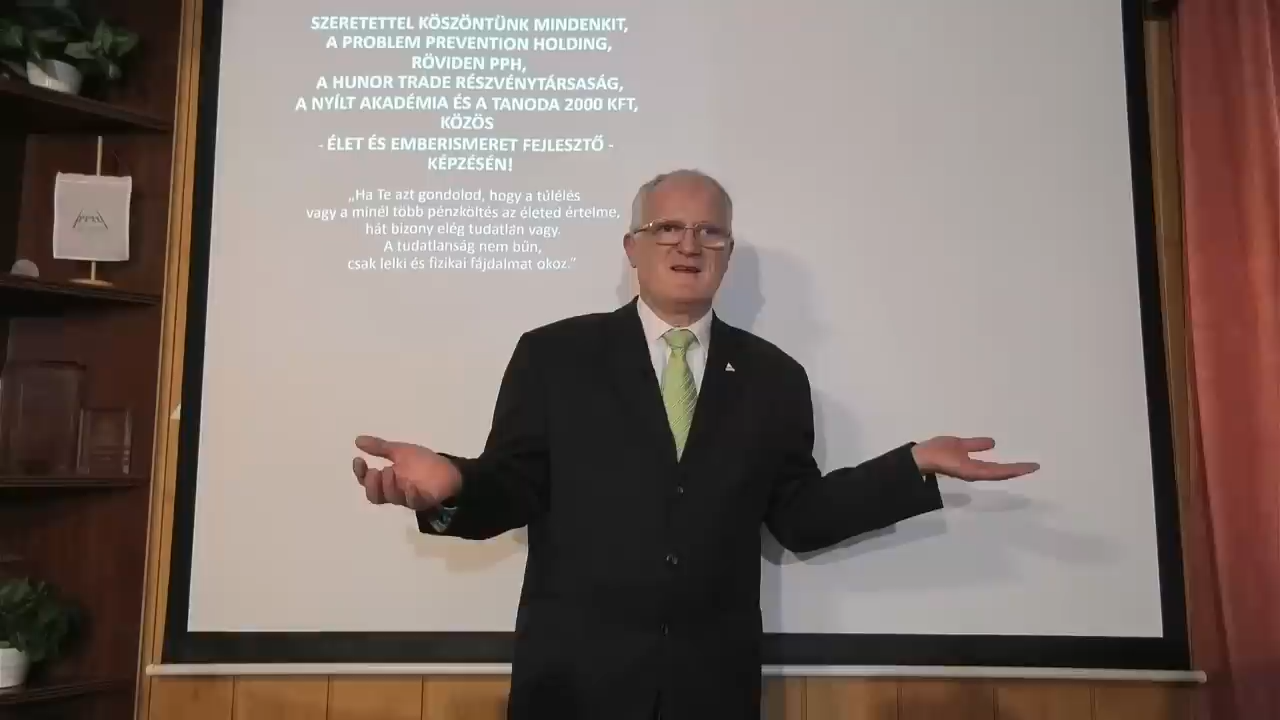 SZERETETTEL KÖSZÖNTÜNK MINDENKIT,
A PROBLEM PREVENTION HOLDING,
RÖVIDEN PPH,
A HUNOR TRADE RÉSZVÉNYTÁRSASÁG,
A NYÍLT AKADÉMIA ÉS A TANODA 2000 KFT,
KÖZÖS
- ÉLET ÉS EMBERISMERET FEJLESZTŐ -
KÉPZÉSÉN!
„Ha Te azt gondolod, hogy a túlélés
vagy a minél több pénzköltés az életed értelme,
hát bizony elég tudatlan vagy.
A tudatlanság nem bűn,
csak lelki és fizikai fájdalmat okoz.”